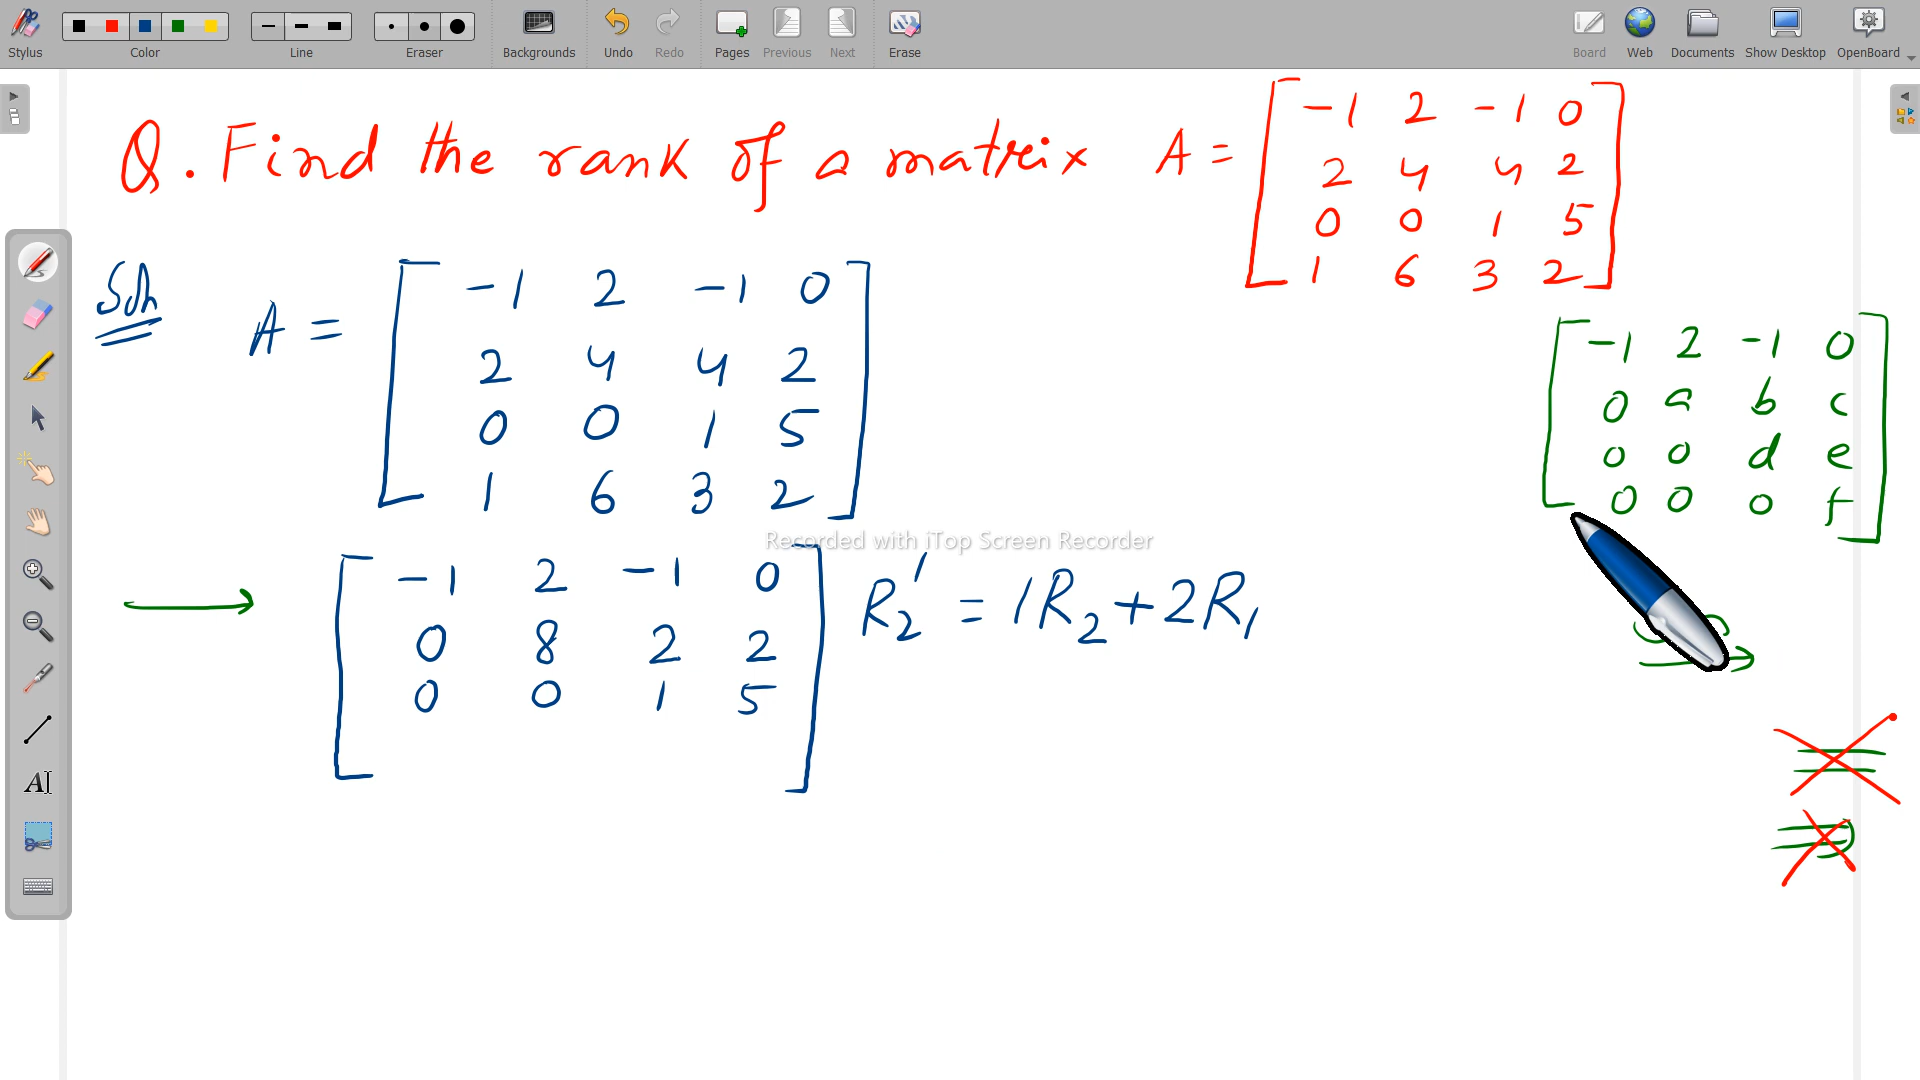 Stylus Color Line Eraser Backgrounds Undo Redo Pages Previous Next Erase Board Web Documents Show Desktop OpenBoard
Q. Find the rank of a matrix A =
-1 2 -1 0
2 4 4 2
0 0 1 5
1 6 3 2
Soln A =
-1 2 -1 0
2 4 4 2
0 0 1 5
1 6 3 2
-1 2 -1 0
0 a b c
0 0 d e
0 0 0 f
Recorded with iTop Screen Recorder
→
-1 2 -1 0
0 8 2 2
0 0 1 5
R₂' = 1R₂ + 2R₁
AI